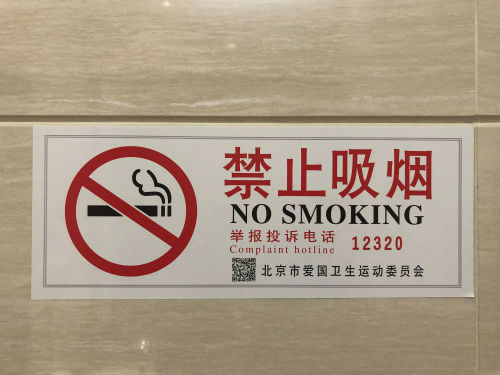 禁止吸烟
NO SMOKING
举报投诉电话 12320
Complaint hotline
北京市爱国卫生运动委员会